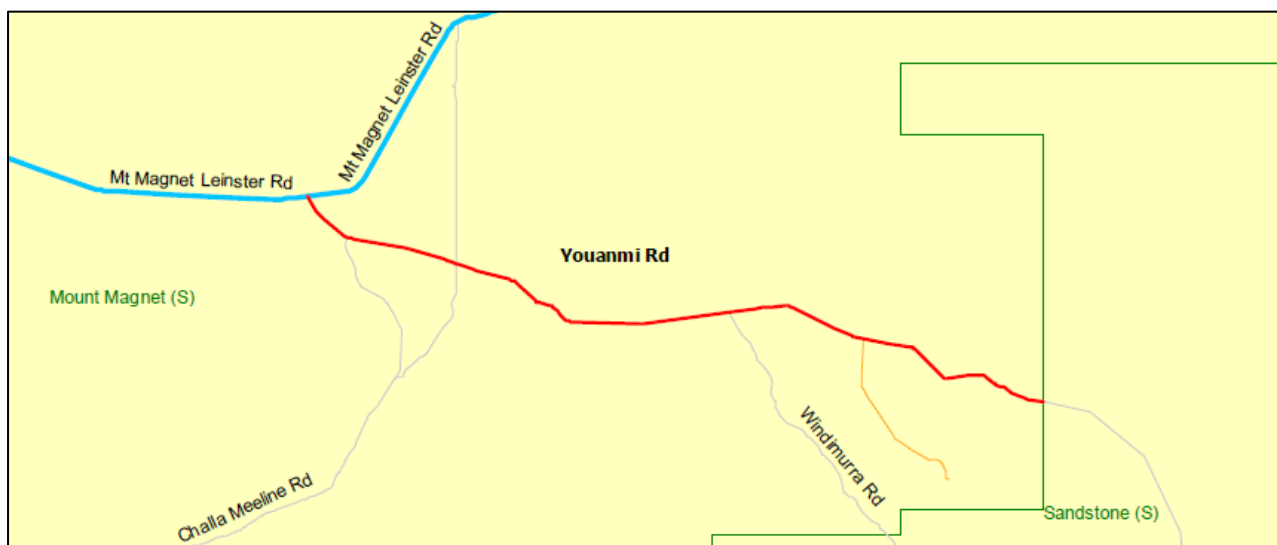 Mt Magnet Leinster Rd
Mt Magnet Leinster Rd
Youanmi Rd
Mount Magnet (S)
Windimurra Rd
Challa Meeline Rd
Sandstone (S)